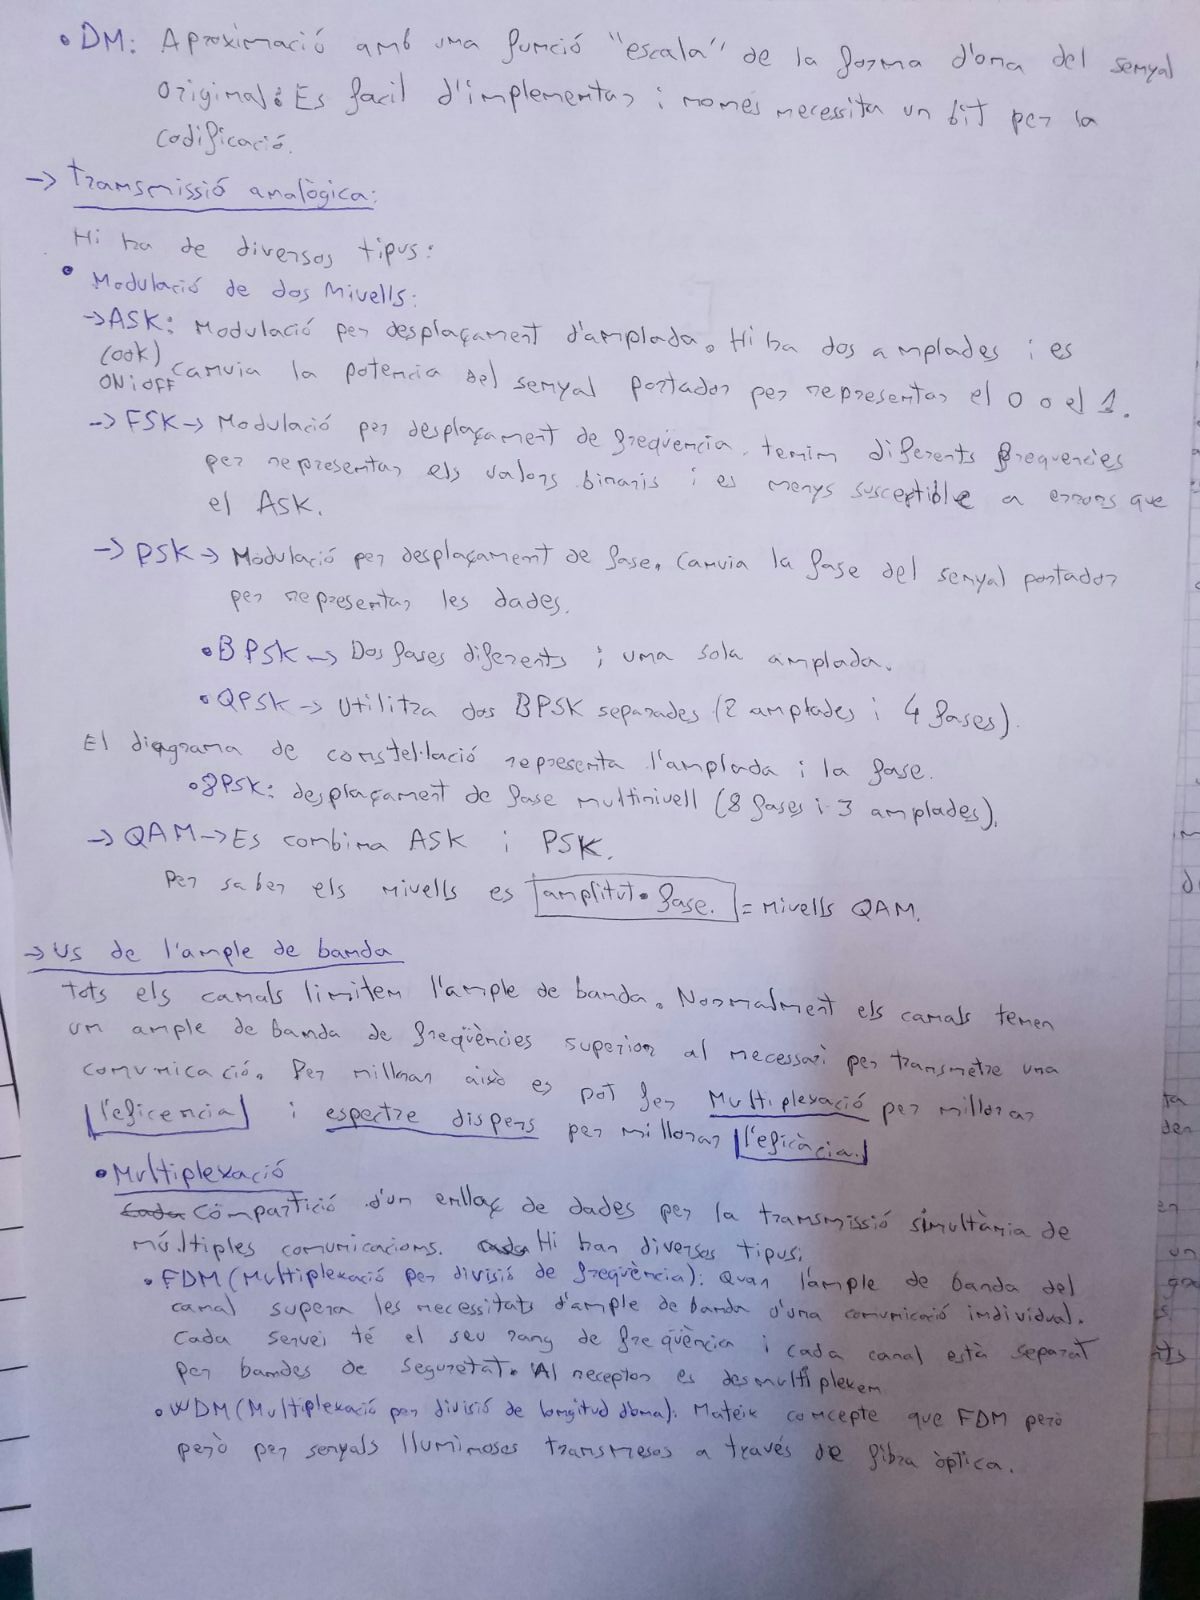 • DM: Aproximació amb una funció "escala" de la forma d'ona del senyal
original. Es facil d'implementar i només necessita un bit per la
codificació.
→ Transmissió analògica:
Hi ha de diversos tipus:
• Modulació de dos nivells:
→ ASK: Modulació per desplaçament d'amplada. Hi ha dos amplades i es
(OOK) canvia la potencia del senyal portador per representar el 0 o el 1.
ON i OFF
→ FSK → Modulació per desplaçament de freqüencia. tenim diferents frequencies
per representar els valors binaris i es menys susceptible a errors que
el ASK.
→ PSK → Modulació per desplaçament de fase. Canvia la fase del senyal portador
per representar les dades.
• BPSK → Dos fases diferents i una sola amplada.
• QPSK → Utilitza dos BPSK separades (2 amplades i 4 fases).
El diagrama de constel·lació representa l'amplada i la fase.
• 8PSK: desplaçament de fase multinivell (8 fases i 3 amplades).
→ QAM → Es combina ASK i PSK.
Per saber els nivells es amplitut • fase. = nivells QAM.
→ Us de l'ample de banda
Tots els canals limiten l'ample de banda. Normalment els canals tenen
un ample de banda de freqüències superior al necessari per transmetre una
comunicació. Per millorar això es pot fer Multiplexació per millorar
l'eficencia i espectre dispers per millorar l'eficàcia.
• Multiplexació
Compartició d'un enllaç de dades per la transmissió simultània de
múltiples comunicacions. Hi han diversos tipus:
• FDM (Multiplexació per divisió de freqüència): Quan l'ample de banda del
canal supera les necessitats d'ample de banda d'una comunicació individual.
Cada servei té el seu rang de freqüència i cada canal està separat
per bandes de seguretat. Al receptor es desmultiplexen
• WDM (Multiplexació per divisió de longitud d'ona): Mateix concepte que FDM però
però per senyals lluminoses transmesos a través de fibra òptica.